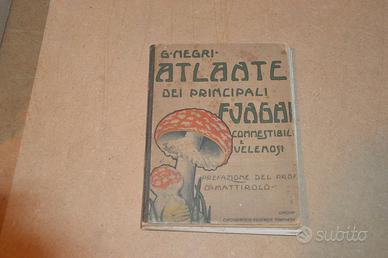 G. NEGRI.
ATLANTE
DEI PRINCIPALI
FUNGHI
COMMESTIBILI
E
VELENOSI
PREFAZIONE DEL PROF.
O. MATTIROLO
subito